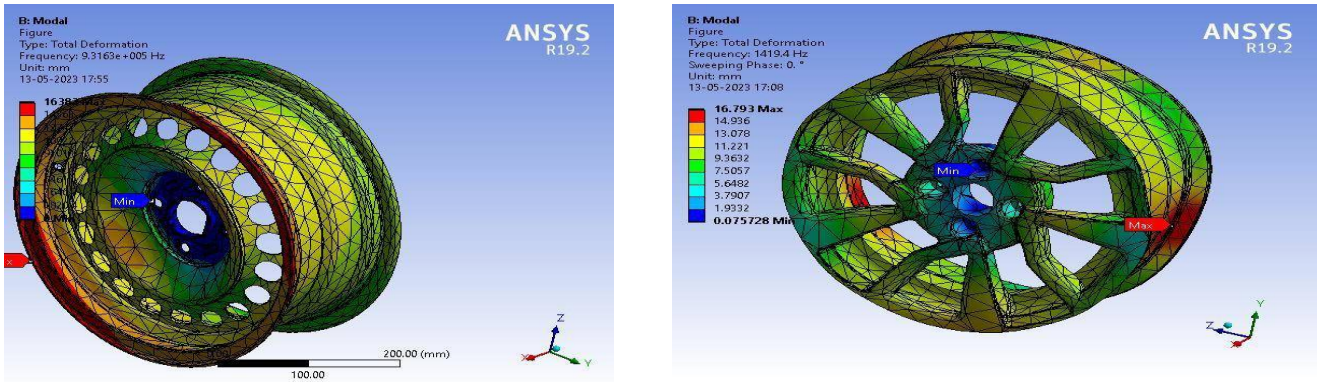 B: Modal
Figure
Type: Total Deformation
Frequency: 9.3163e+005 Hz
Unit: mm
13-05-2023 17:55
ANSYS
R19.2
Max
Min
0 Min
Z
X
Y
200.00 (mm)
100.00
B: Modal
Figure
Type: Total Deformation
Frequency: 1419.4 Hz
Sweeping Phase: 0. °
Unit: mm
13-05-2023 17:08
ANSYS
R19.2
16.793 Max
14.936
13.078
11.221
9.3632
7.5057
5.6482
3.7907
1.9332
0.075728 Min
Min
Max
Y
Z
X